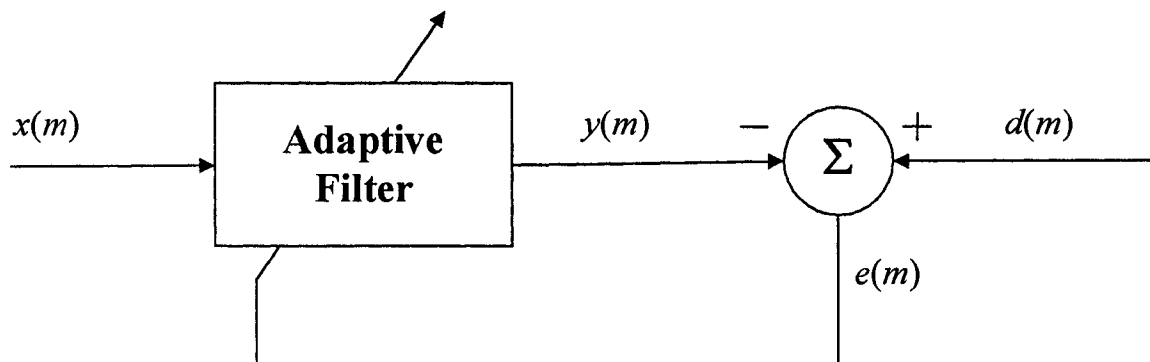 x(m)
Adaptive
Filter
y(m)
−
Σ
+
d(m)
e(m)